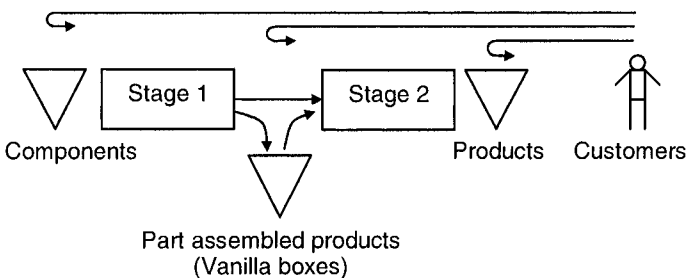 Stage 1
Stage 2
Components
Products
Customers
Part assembled products
(Vanilla boxes)